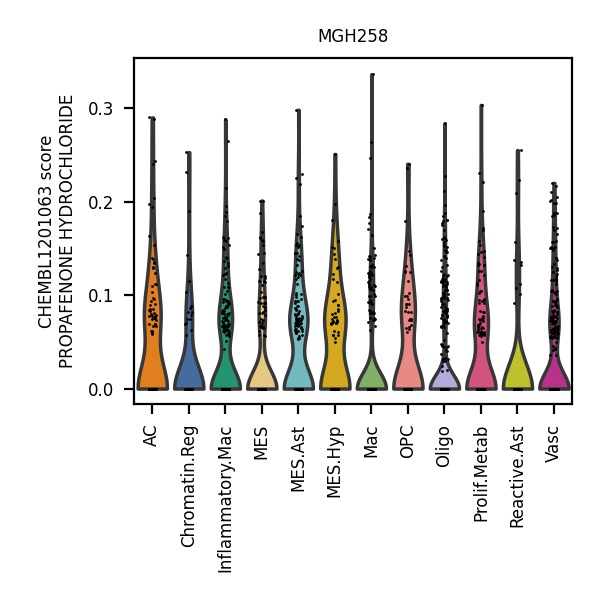 MGH258
CHEMBL1201063 score
PROPAFENONE HYDROCHLORIDE
0.3
0.2
0.1
0.0
AC
Chromatin.Reg
Inflammatory.Mac
MES
MES.Ast
MES.Hyp
Mac
OPC
Oligo
Prolif.Metab
Reactive.Ast
Vasc